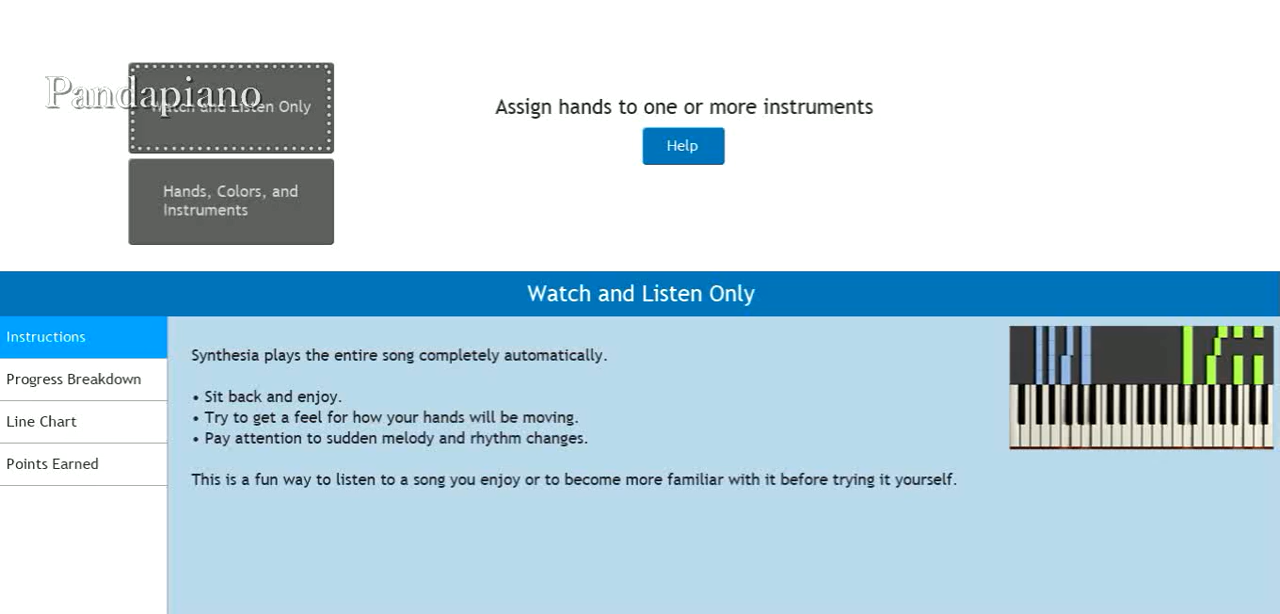 Pandapiano
Watch and Listen Only
Assign hands to one or more instruments
Help
Hands, Colors, and
Instruments
Watch and Listen Only
Instructions
Progress Breakdown
Line Chart
Points Earned
Synthesia plays the entire song completely automatically.
• Sit back and enjoy.
• Try to get a feel for how your hands will be moving.
• Pay attention to sudden melody and rhythm changes.
This is a fun way to listen to a song you enjoy or to become more familiar with it before trying it yourself.